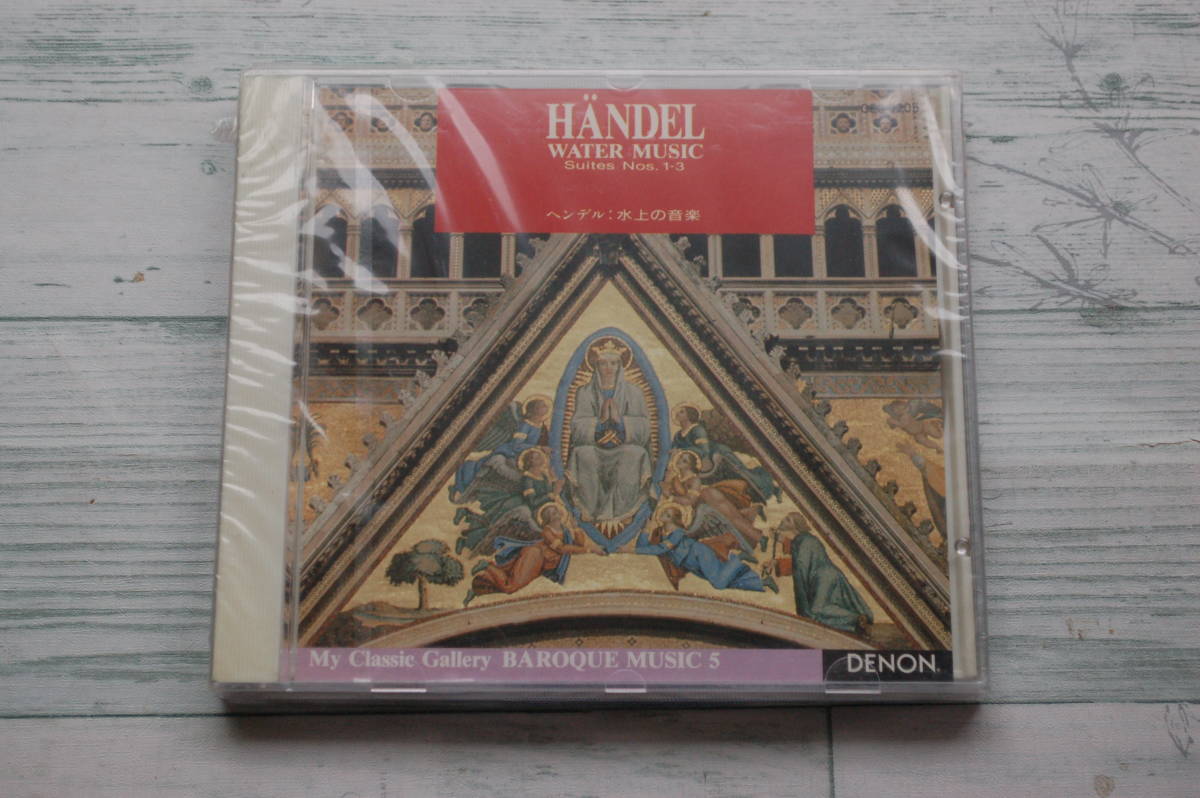 HÄNDEL
WATER MUSIC
Suites Nos. 1-3
ヘンデル：水上の音楽
My Classic Gallery BAROQUE MUSIC 5
DENON®